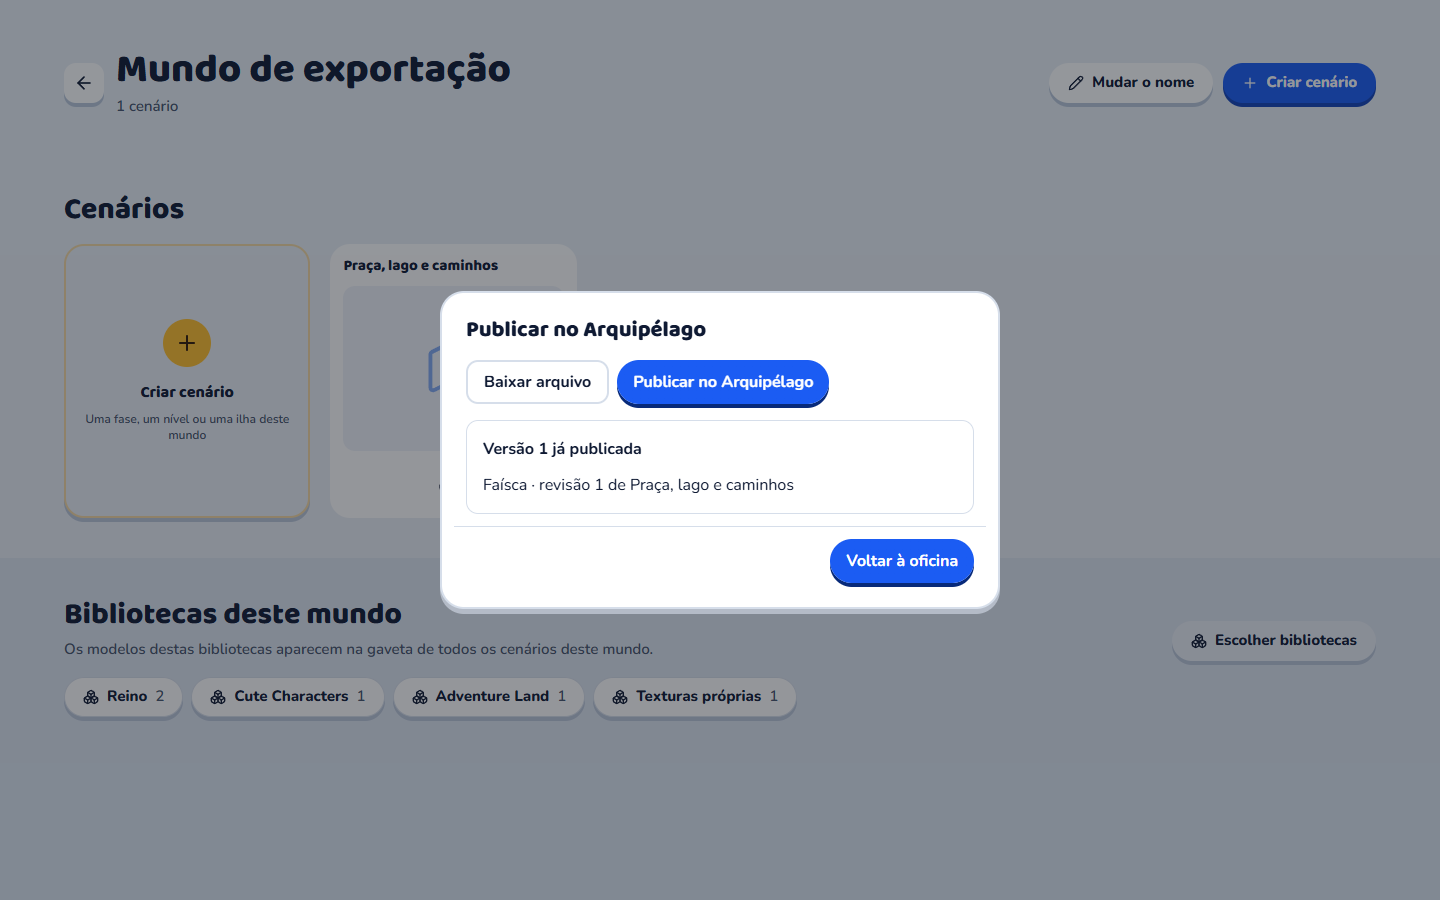 Mundo de exportação
1 cenário
Mudar o nome
Criar cenário
Cenários
Criar cenário
Uma fase, um nível ou uma ilha deste
mundo
Praça, lago e caminhos
Publicar no Arquipélago
Baixar arquivo
Publicar no Arquipélago
Versão 1 já publicada
Faísca · revisão 1 de Praça, lago e caminhos
Voltar à oficina
Bibliotecas deste mundo
Os modelos destas bibliotecas aparecem na gaveta de todos os cenários deste mundo.
Escolher bibliotecas
Reino 2
Cute Characters 1
Adventure Land 1
Texturas próprias 1